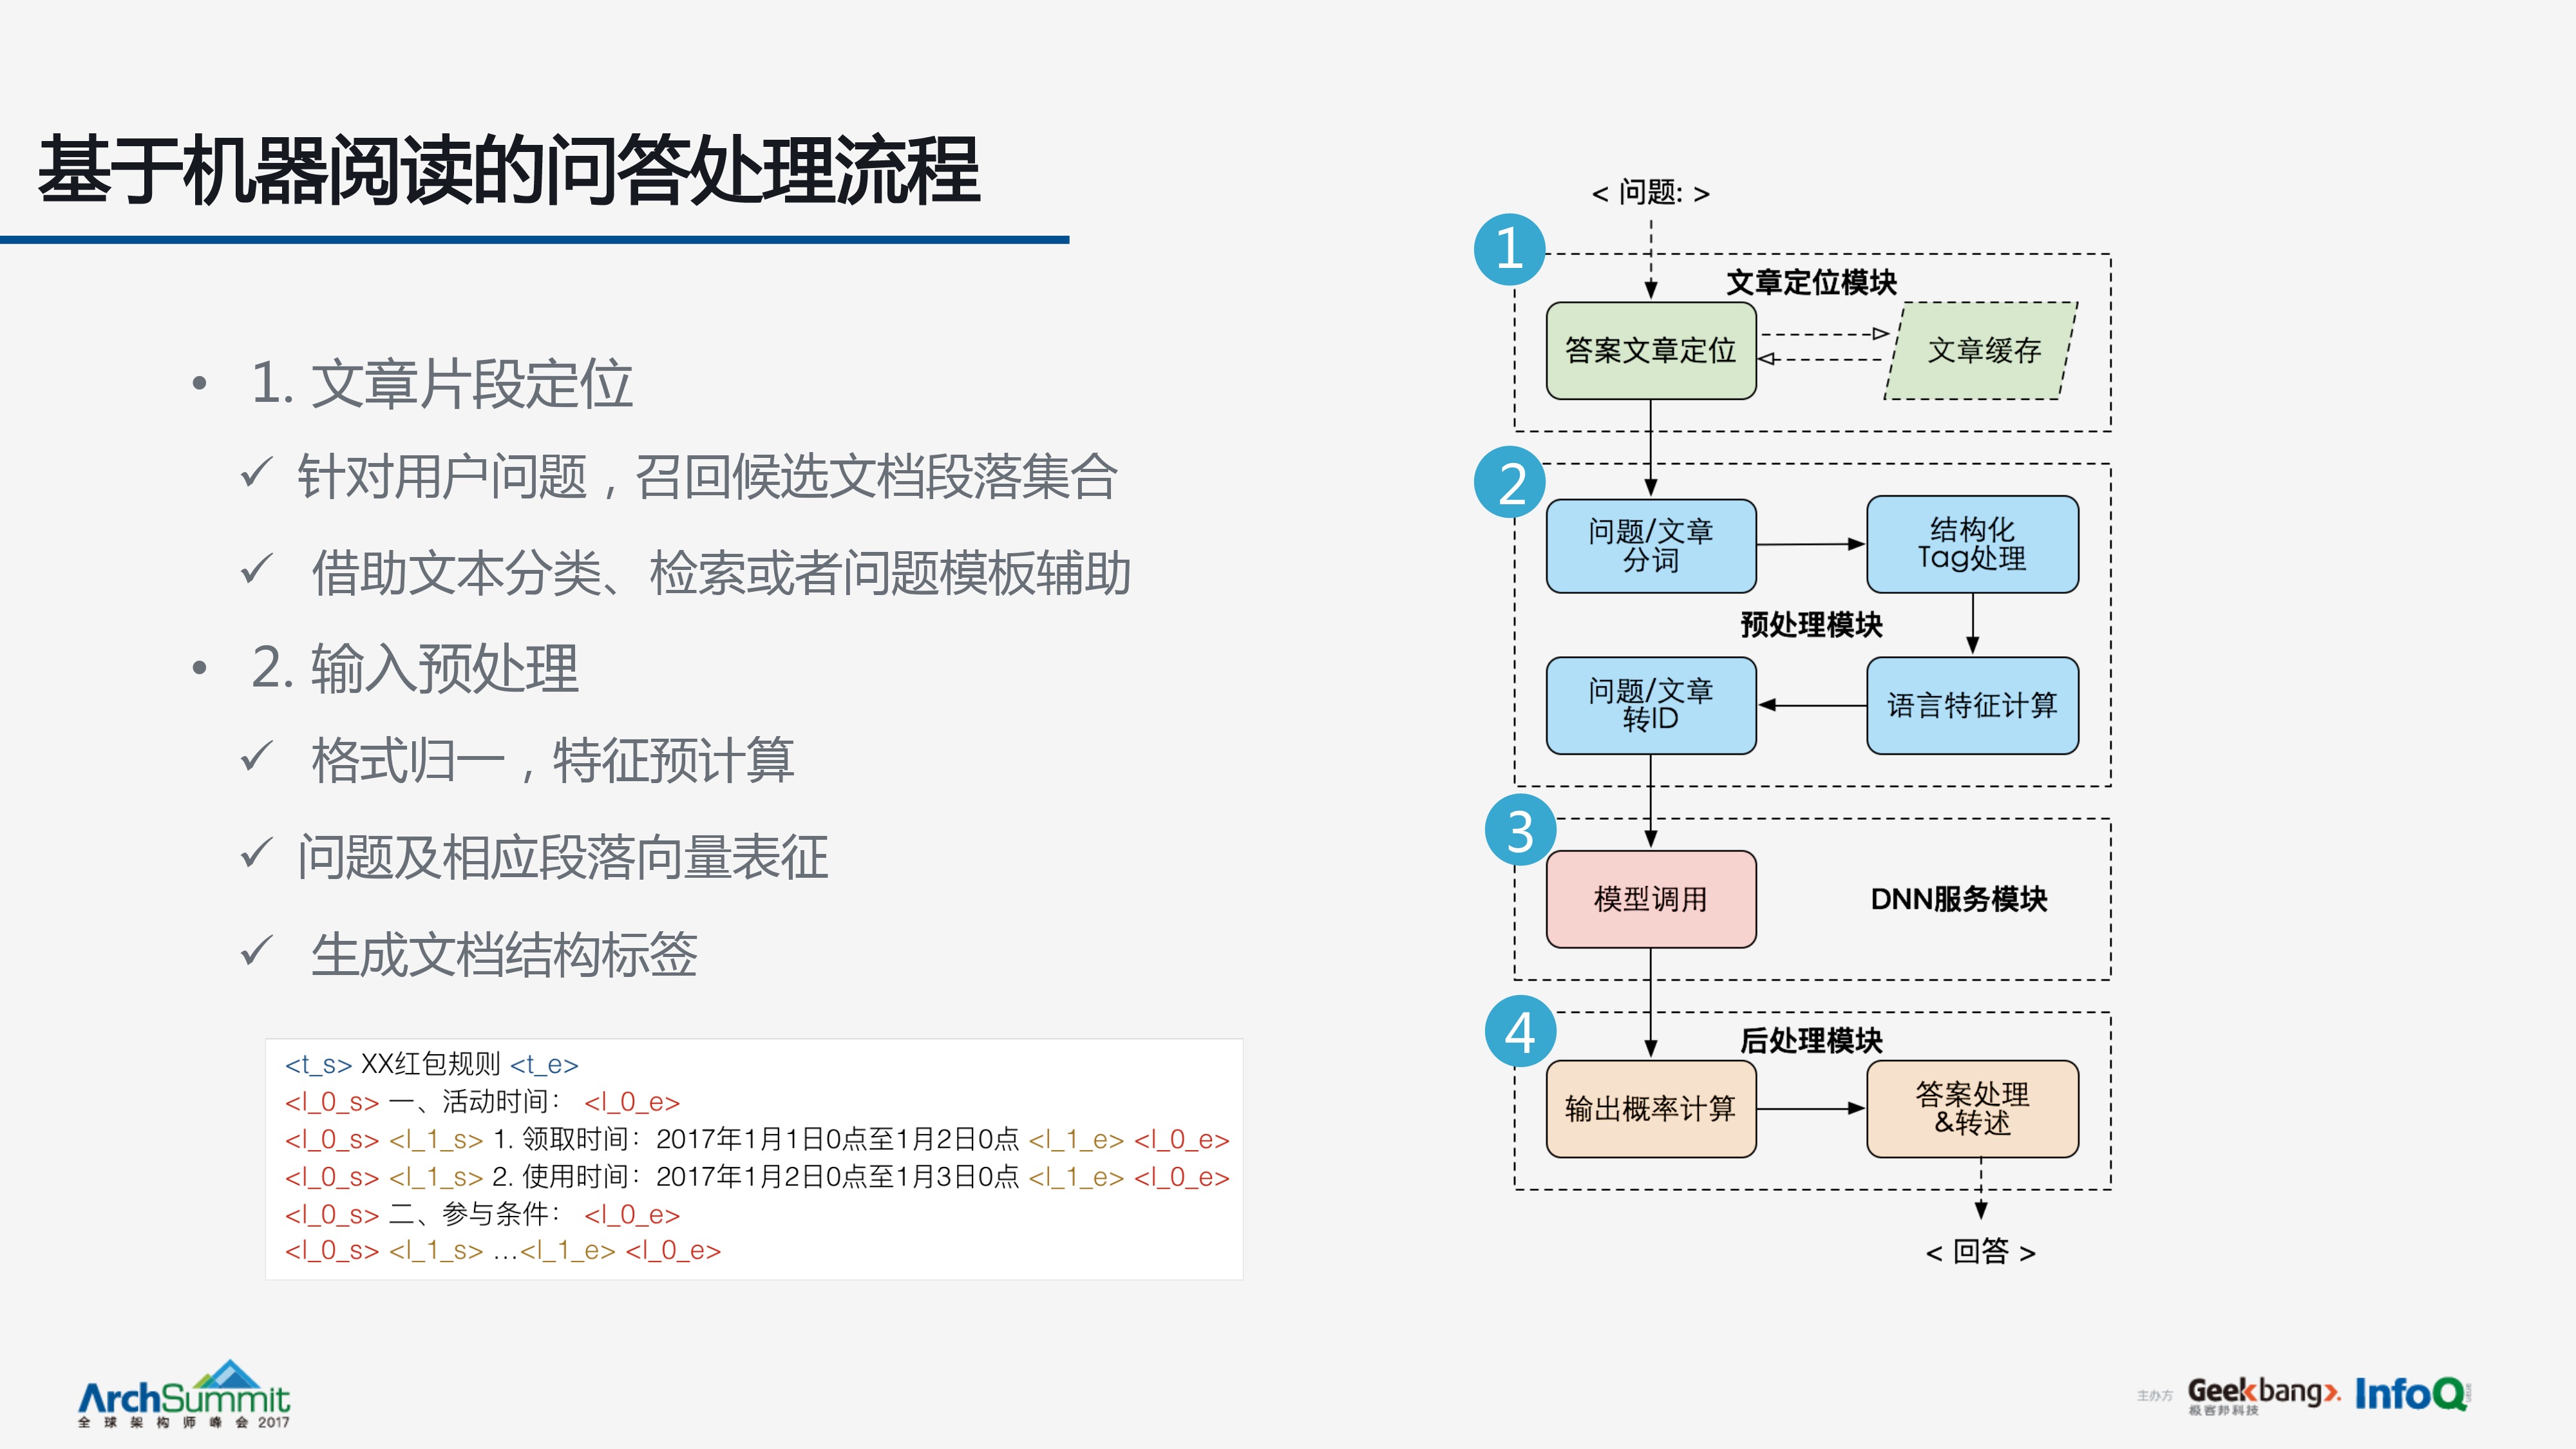 基于机器阅读的问答处理流程
• 1. 文章片段定位
✓ 针对用户问题，召回候选文档段落集合
✓ 借助文本分类、检索或者问题模板辅助
• 2. 输入预处理
✓ 格式归一，特征预计算
✓ 问题及相应段落向量表征
✓ 生成文档结构标签
<t_s> XX红包规则 <t_e>
<l_0_s> 一、活动时间： <l_0_e>
<l_0_s> <l_1_s> 1. 领取时间：2017年1月1日0点至1月2日0点 <l_1_e> <l_0_e>
<l_0_s> <l_1_s> 2. 使用时间：2017年1月2日0点至1月3日0点 <l_1_e> <l_0_e>
<l_0_s> 二、参与条件： <l_0_e>
<l_0_s> <l_1_s> ...<l_1_e> <l_0_e>
< 问题: >
1
文章定位模块
答案文章定位
文章缓存
2
问题/文章
分词
结构化
Tag处理
预处理模块
问题/文章
转ID
语言特征计算
3
模型调用
DNN服务模块
4
后处理模块
输出概率计算
答案处理
&转述
< 回答 >
ArchSummit
全球架构师峰会 2017
主办方
Geekbang>.
极客邦科技
InfoQ